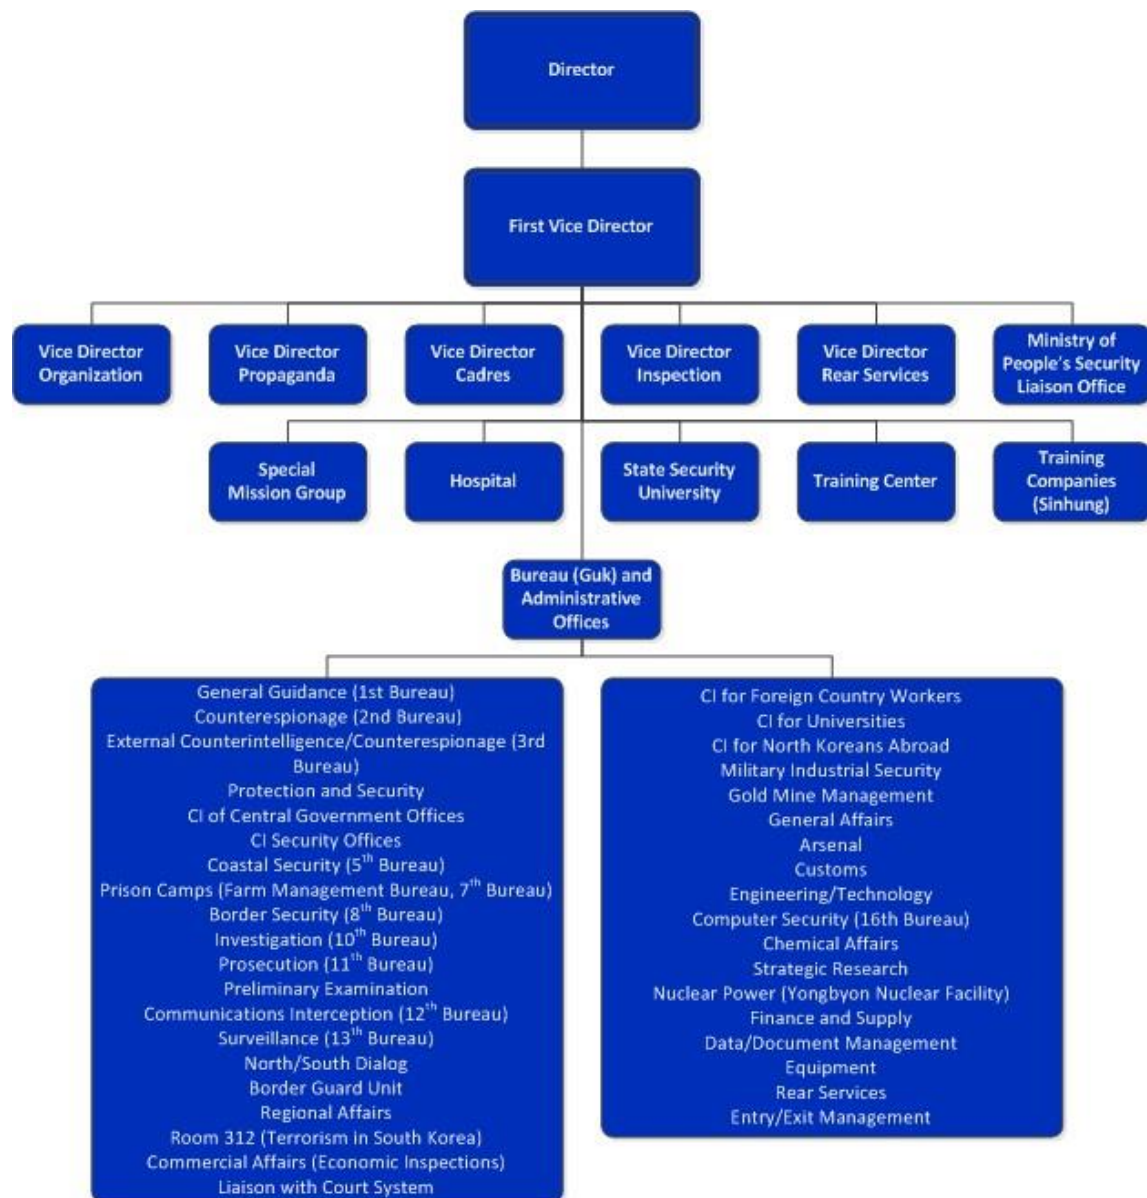 Director
First Vice Director
Vice Director
Organization
Vice Director
Propaganda
Vice Director
Cadres
Vice Director
Inspection
Vice Director
Rear Services
Ministry of
People's Security
Liaison Office
Special
Mission Group
Hospital
State Security
University
Training Center
Training
Companies
(Sinhung)
Bureau (Guk) and
Administrative
Offices
General Guidance (1st Bureau)
Counterespionage (2nd Bureau)
External Counterintelligence/Counterespionage (3rd
Bureau)
Protection and Security
CI of Central Government Offices
CI Security Offices
Coastal Security (5th Bureau)
Prison Camps (Farm Management Bureau, 7th Bureau)
Border Security (8th Bureau)
Investigation (10th Bureau)
Prosecution (11th Bureau)
Preliminary Examination
Communications Interception (12th Bureau)
Surveillance (13th Bureau)
North/South Dialog
Border Guard Unit
Regional Affairs
Room 312 (Terrorism in South Korea)
Commercial Affairs (Economic Inspections)
Liaison with Court System
CI for Foreign Country Workers
CI for Universities
CI for North Koreans Abroad
Military Industrial Security
Gold Mine Management
General Affairs
Arsenal
Customs
Engineering/Technology
Computer Security (16th Bureau)
Chemical Affairs
Strategic Research
Nuclear Power (Yongbyon Nuclear Facility)
Finance and Supply
Data/Document Management
Equipment
Rear Services
Entry/Exit Management